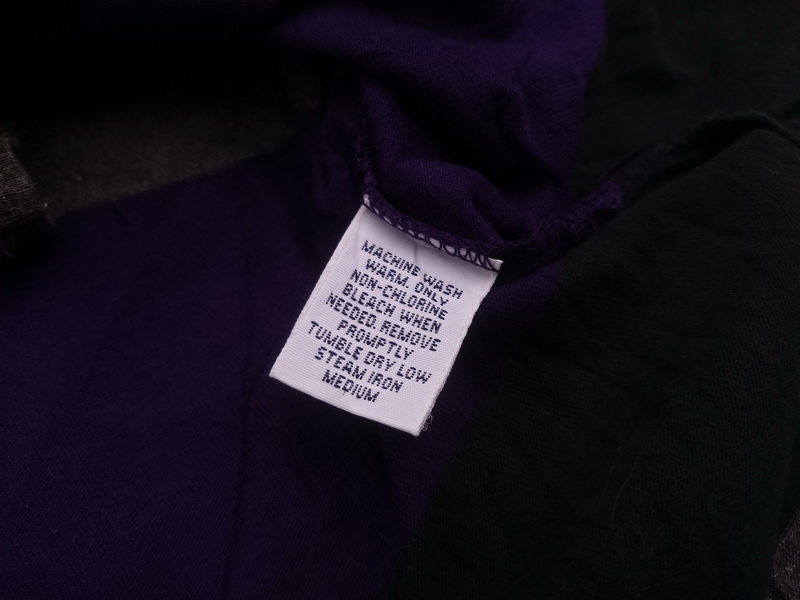 MACHINE WASH
WARM. ONLY
NON-CHLORINE
BLEACH WHEN
NEEDED. REMOVE
PROMPTLY
TUMBLE DRY LOW
STEAM IRON
MEDIUM